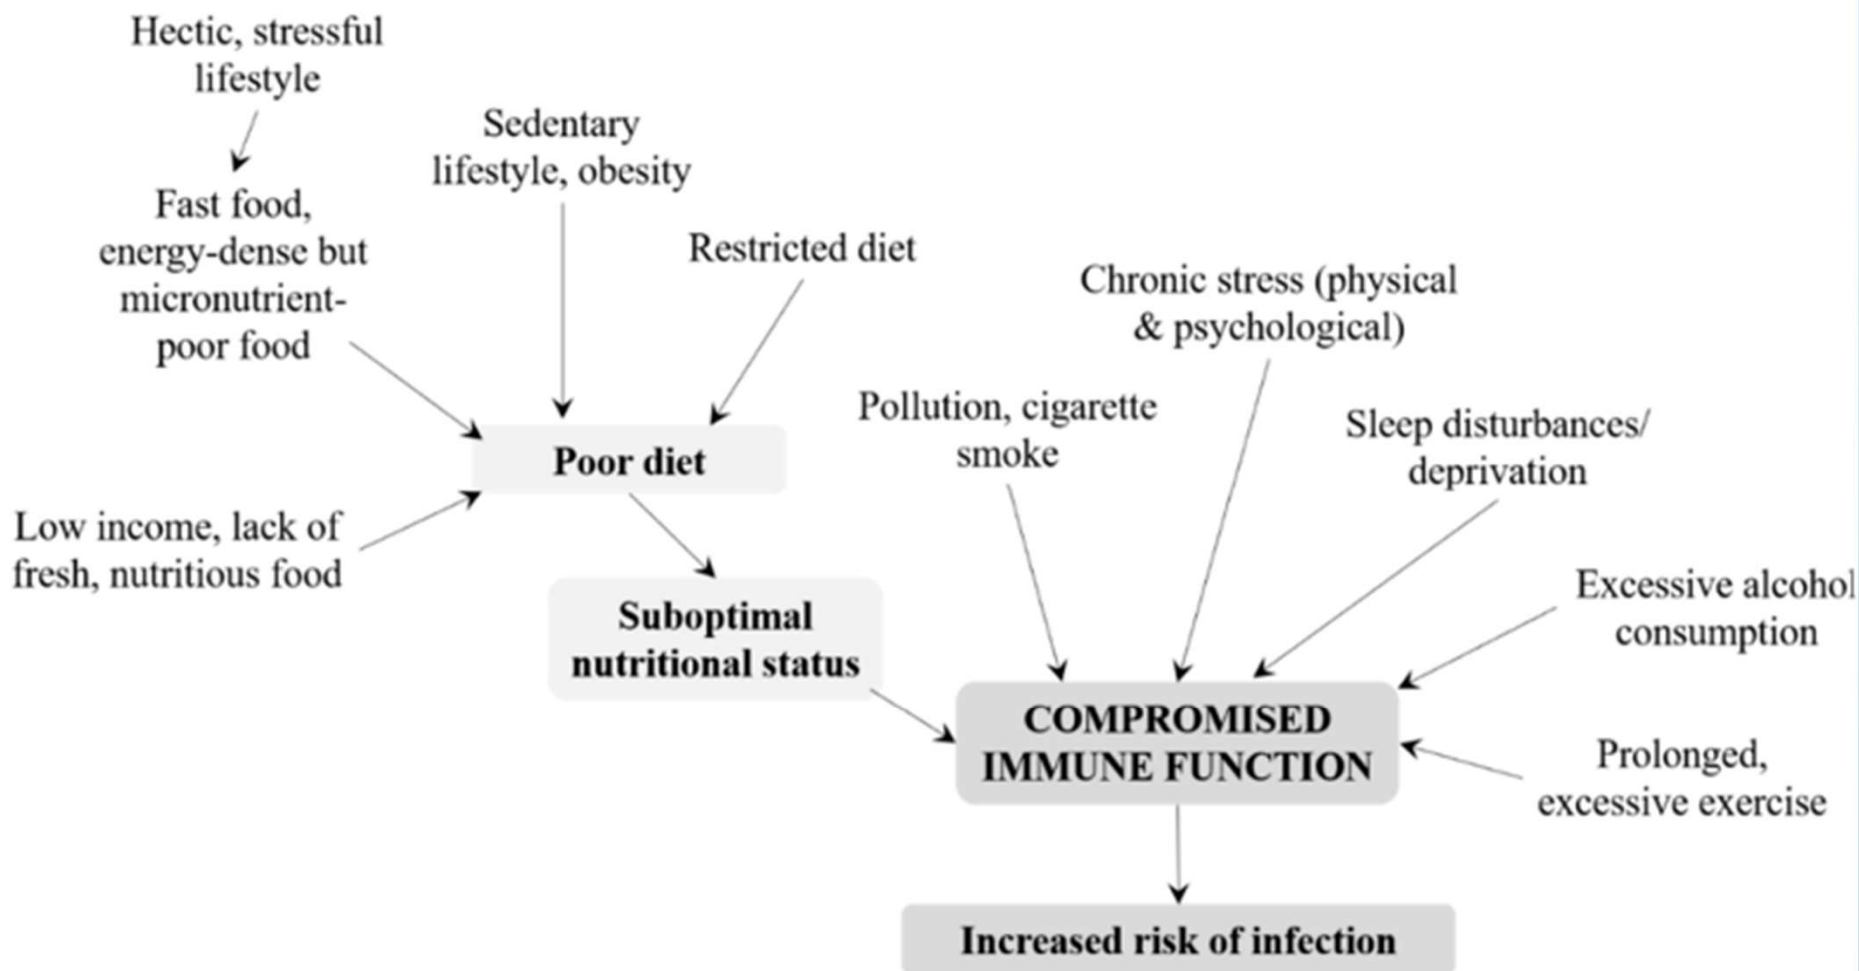 Hectic, stressful
lifestyle
Fast food,
energy-dense but
micronutrient-
poor food
Sedentary
lifestyle, obesity
Restricted diet
Low income, lack of
fresh, nutritious food
Poor diet
Suboptimal
nutritional status
Pollution, cigarette
smoke
Chronic stress (physical
& psychological)
Sleep disturbances/
deprivation
Excessive alcohol
consumption
Prolonged,
excessive exercise
COMPROMISED
IMMUNE FUNCTION
Increased risk of infection